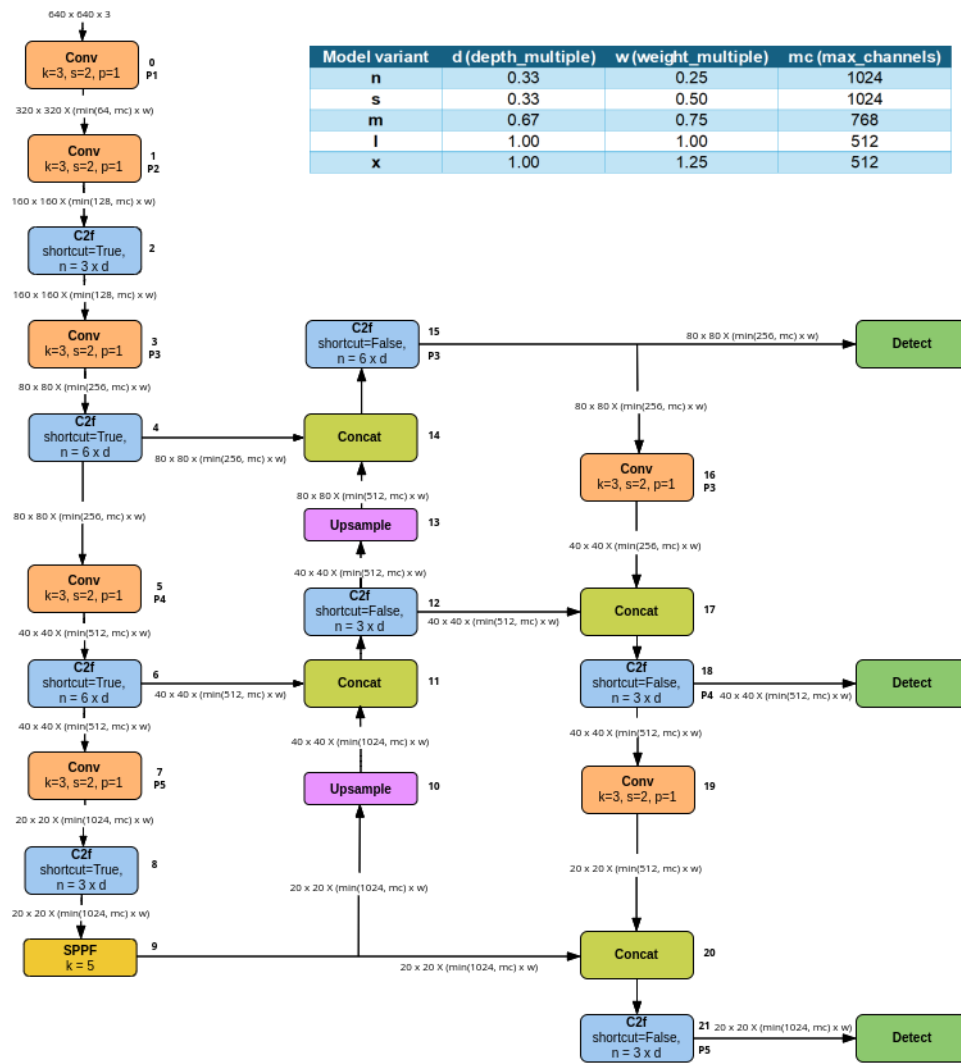 640 x 640 x 3
Conv
k=3, s=2, p=1
0
P1
320 x 320 X (min(64, mc) x w)
Conv
k=3, s=2, p=1
1
P2
160 x 160 X (min(128, mc) x w)
C2f
shortcut=True,
n = 3 x d
2
160 x 160 X (min(128, mc) x w)
Conv
k=3, s=2, p=1
3
P3
80 x 80 X (min(256, mc) x w)
C2f
shortcut=True,
n = 6 x d
4
80 x 80 x (min(256, mc) x w)
80 x 80 X (min(256, mc) x w)
Conv
k=3, s=2, p=1
5
P4
40 x 40 X (min(512, mc) x w)
C2f
shortcut=True,
n = 6 x d
6
40 x 40 x (min(512, mc) x w)
40 x 40 X (min(512, mc) x w)
Conv
k=3, s=2, p=1
7
P5
20 x 20 X (min(1024, mc) x w)
C2f
shortcut=True,
n = 3 x d
8
20 x 20 X (min(1024, mc) x w)
SPPF
k = 5
9
Model variant d (depth_multiple) w (weight_multiple) mc (max_channels)
n 0.33 0.25 1024
s 0.33 0.50 1024
m 0.67 0.75 768
l 1.00 1.00 512
x 1.00 1.25 512
C2f
shortcut=False,
n = 6 x d
15
P3
Concat
14
80 x 80 X (min(512, mc) x w)
Upsample
13
40 x 40 X (min(512, mc) x w)
C2f
shortcut=False,
n = 3 x d
12
40 x 40 x (min(512, mc) x w)
Concat
11
40 x 40 X (min(1024, mc) x w)
Upsample
10
20 x 20 X (min(1024, mc) x w)
20 x 20 X (min(1024, mc) x w)
80 x 80 X (min(256, mc) x w)
Detect
80 x 80 X (min(256, mc) x w)
Conv
k=3, s=2, p=1
16
P3
40 x 40 X (min(256, mc) x w)
Concat
17
C2f
shortcut=False,
n = 3 x d
18
P4
40 x 40 X (min(512, mc) x w)
Detect
40 x 40 X (min(512, mc) x w)
Conv
k=3, s=2, p=1
19
20 x 20 X (min(512, mc) x w)
Concat
20
C2f
shortcut=False,
n = 3 x d
21
P5
20 x 20 X (min(1024, mc) x w)
Detect